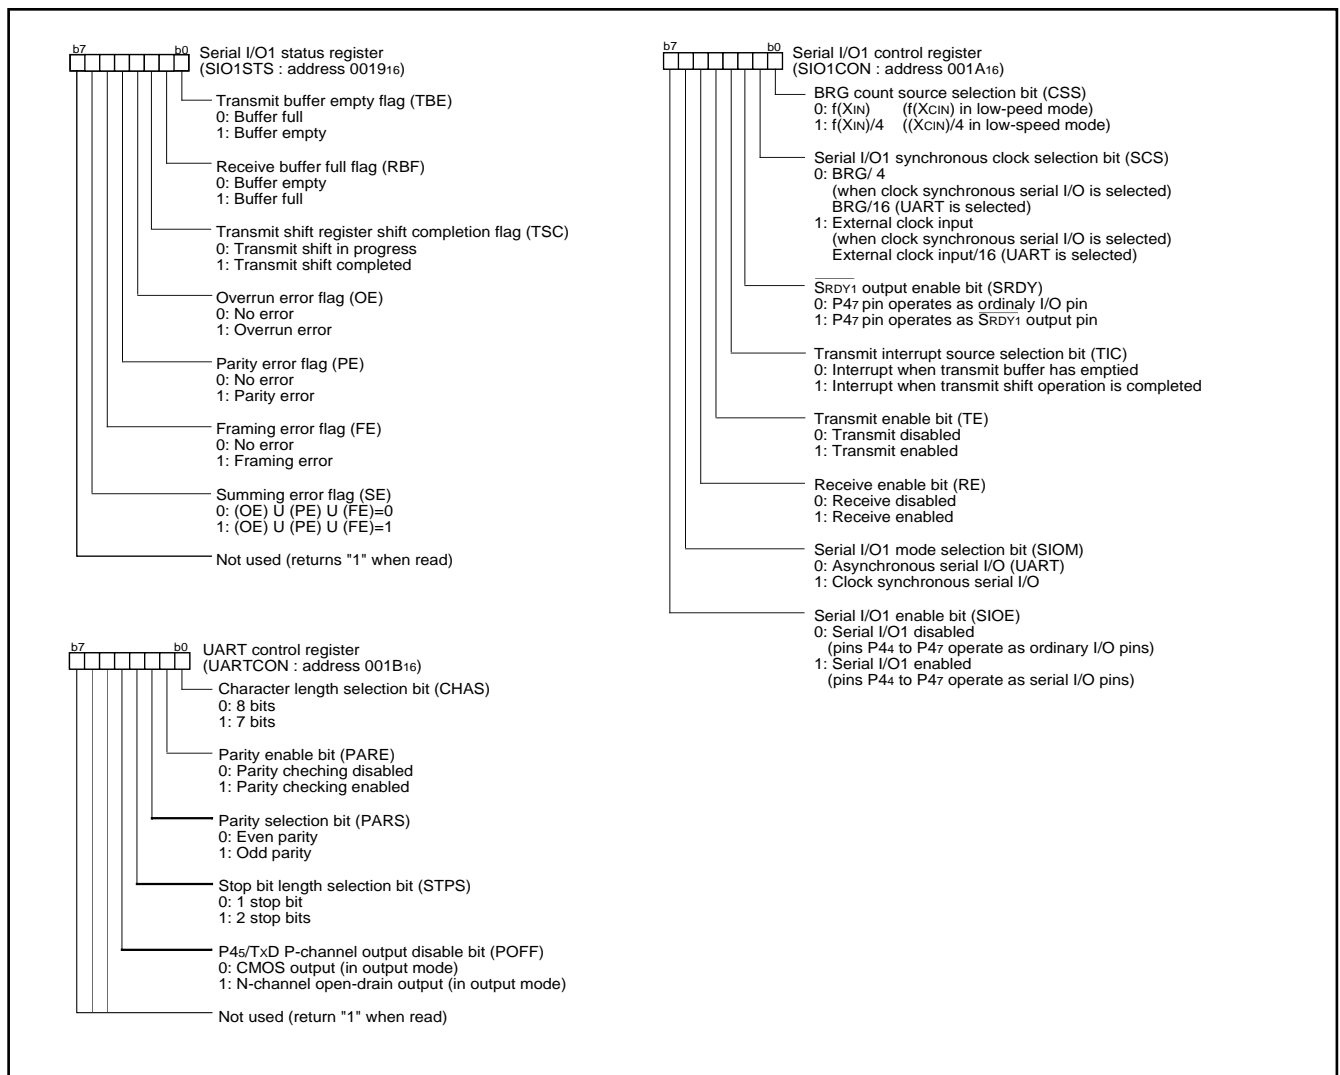 b7 b0 Serial I/O1 status register
(SIO1STS : address 001916)
Transmit buffer empty flag (TBE)
0: Buffer full
1: Buffer empty
Receive buffer full flag (RBF)
0: Buffer empty
1: Buffer full
Transmit shift register shift completion flag (TSC)
0: Transmit shift in progress
1: Transmit shift completed
Overrun error flag (OE)
0: No error
1: Overrun error
Parity error flag (PE)
0: No error
1: Parity error
Framing error flag (FE)
0: No error
1: Framing error
Summing error flag (SE)
0: (OE) U (PE) U (FE)=0
1: (OE) U (PE) U (FE)=1
Not used (returns "1" when read)
b7 b0 UART control register
(UARTCON : address 001B16)
Character length selection bit (CHAS)
0: 8 bits
1: 7 bits
Parity enable bit (PARE)
0: Parity cheching disabled
1: Parity checking enabled
Parity selection bit (PARS)
0: Even parity
1: Odd parity
Stop bit length selection bit (STPS)
0: 1 stop bit
1: 2 stop bits
P45/TxD P-channel output disable bit (POFF)
0: CMOS output (in output mode)
1: N-channel open-drain output (in output mode)
Not used (return "1" when read)
b7 b0 Serial I/O1 control register
(SIO1CON : address 001A16)
BRG count source selection bit (CSS)
0: f(XIN) (f(XCIN) in low-peed mode)
1: f(XIN)/4 ((XCIN)/4 in low-speed mode)
Serial I/O1 synchronous clock selection bit (SCS)
0: BRG/ 4
(when clock synchronous serial I/O is selected)
BRG/16 (UART is selected)
1: External clock input
(when clock synchronous serial I/O is selected)
External clock input/16 (UART is selected)
SRDY1 output enable bit (SRDY)
0: P47 pin operates as ordinaly I/O pin
1: P47 pin operates as SRDY1 output pin
Transmit interrupt source selection bit (TIC)
0: Interrupt when transmit buffer has emptied
1: Interrupt when transmit shift operation is completed
Transmit enable bit (TE)
0: Transmit disabled
1: Transmit enabled
Receive enable bit (RE)
0: Receive disabled
1: Receive enabled
Serial I/O1 mode selection bit (SIOM)
0: Asynchronous serial I/O (UART)
1: Clock synchronous serial I/O
Serial I/O1 enable bit (SIOE)
0: Serial I/O1 disabled
(pins P44 to P47 operate as ordinary I/O pins)
1: Serial I/O1 enabled
(pins P44 to P47 operate as serial I/O pins)